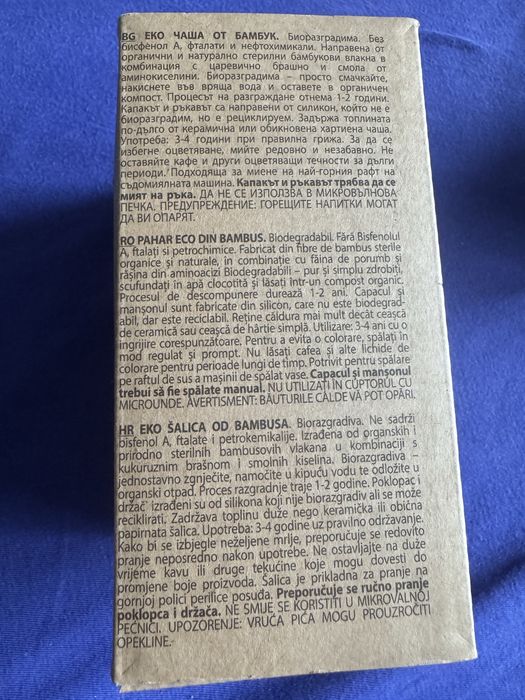 BG ЕКО ЧАША ОТ БАМБУК. Биоразградима. Без
бисфенол А, фталати и нефтохимикали. Направена от
органични и натурално стерилни бамбукови влакна в
комбинация с царевично брашно и смола от
аминокиселини. Биоразградима – просто смачкайте,
накиснете във вряща вода и оставете в органичен
компост. Процесът на разграждане отнема 1-2 години.
Капакът и ръкавът са направени от силикон, който не е
биоразградим, но е рециклируем. Задържа топлината
по-дълго от керамична или обикновена хартиена чаша.
Употреба: 3-4 години при правилна грижа. За да се
избегне оцветяване, мийте редовно и незабавно. Не
оставяйте кафе и други оцветяващи течности за дълги
периоди. Подходяща за миене на най-горния рафт на
съдомиялната машина. Капакът и ръкавът трябва да се
мият на ръка. ДА НЕ СЕ ИЗПОЛЗВА В МИКРОВЪЛНОВА
ПЕЧКА. ПРЕДУПРЕЖДЕНИЕ: ГОРЕЩИТЕ НАПИТКИ МОГАТ
ДА ВИ ОПАРЯТ.
RO PAHAR ECO DIN BAMBUS. Biodegradabil. Fără Bisfenolul
A, ftalați si petrochimice. Fabricat din fibre de bambus sterile
organice și naturale, în combinație cu făina de porumb și
rășina din aminoacizi Biodegradabili – pur și simplu zdrobiți,
scufundați în apă clocotită și lăsați într-un compost organic.
Procesul de descompunere durează 1-2 ani. Capacul și
manșonul sunt fabricate din silicon, care nu este biodegrad-
abil, dar este reciclabil. Reține căldura mai mult decât ceașcă
de ceramică sau ceașcă de hârtie simplă. Utilizare: 3-4 ani cu o
ingrijire corespunzătoare. Pentru a evita o colorare, spălați in
mod regulat și prompt. Nu lăsați cafea și alte lichide de
colorare pentru perioade lungi de timp. Potrivit pentru spălare
pe raftul de sus a mașinii de spălat vase. Capacul și manșonul
trebui să fie spălate manual. NU UTILIZAȚI ÎN CUPTORUL CU
MICROUNDE. AVERTISMENT: BĂUTURILE CALDE VĂ POT OPĂRI.
HR EKO ŠALICA OD BAMBUSA. Biorazgradiva. Ne sadrži
bisfenol A, ftalate i petrokemikalije. Izrađena od organskih i
prirodno sterilnih bambusovih vlakana u kombinaciji s
kukuruznim brašnom i smolnih kiselina. Biorazgradiva –
jednostavno zgnječite, namočite u kipuću vodu te odložite u
organski otpad. Proces razgradnje traje 1-2 godine. Poklopac i
držač izrađeni su od silikona koji nije biorazgradiv ali se može
reciklirati. Zadržava toplinu duže nego keramička ili obična
papirnata šalica. Upotreba: 3-4 godine uz pravilno održavanje.
Kako bi se izbjegle neželjene mrlje, preporučuje se redovito
pranje neposredno nakon upotrebe. Ne ostavljajte na duže
vrijeme kavu ili druge tekućine koje mogu dovesti do
promjene boje proizvoda. Šalica je prikladna za pranje na
gornjoj polici perifice posuđa. Preporučuje se ručno pranje
poklopca i držača. NE SMIJE SE KORISTITI U MIKROVALNOJ
PEĆNICI. UPOZORENJE: VRUĆA PIĆA MOGU PROUZROČITI
OPEKLINE.